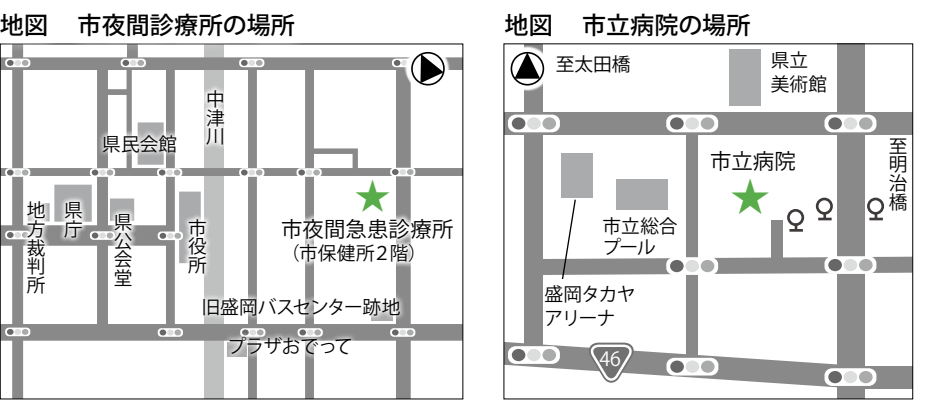 地図　市夜間診療所の場所
中津川
県民会館
地方裁判所
県庁
県公会堂
市役所
市夜間急患診療所
（市保健所２階）
旧盛岡バスセンター跡地
プラザおでって
地図　市立病院の場所
至太田橋
県立
美術館
市立病院
至明治橋
市立総合
プール
盛岡タカヤ
アリーナ
46